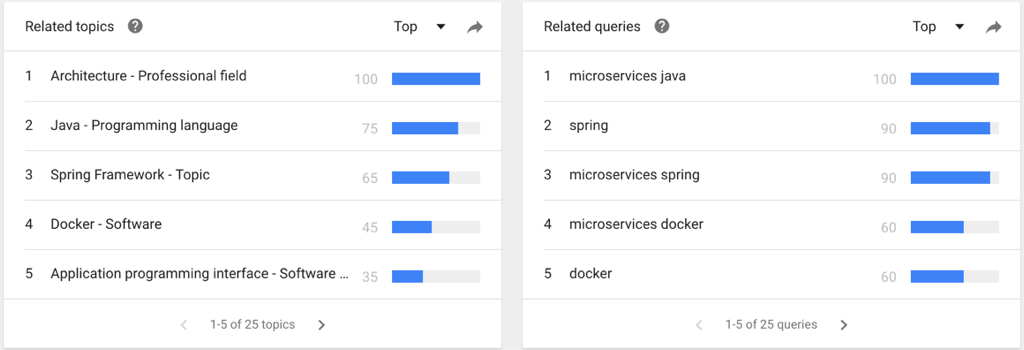 Related topics ? Top
1 Architecture - Professional field 100
2 Java - Programming language 75
3 Spring Framework - Topic 65
4 Docker - Software 45
5 Application programming interface - Software ... 35
1-5 of 25 topics
Related queries ? Top
1 microservices java 100
2 spring 90
3 microservices spring 90
4 microservices docker 60
5 docker 60
1-5 of 25 queries